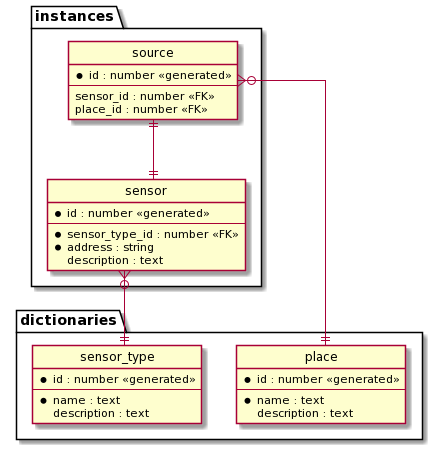 instances
source
id : number «generated»
sensor_id : number «FK»
place_id : number «FK»
sensor
id : number «generated»
sensor_type_id : number «FK»
address : string
description : text
dictionaries
sensor_type
id : number «generated»
name : text
description : text
place
id : number «generated»
name : text
description : text